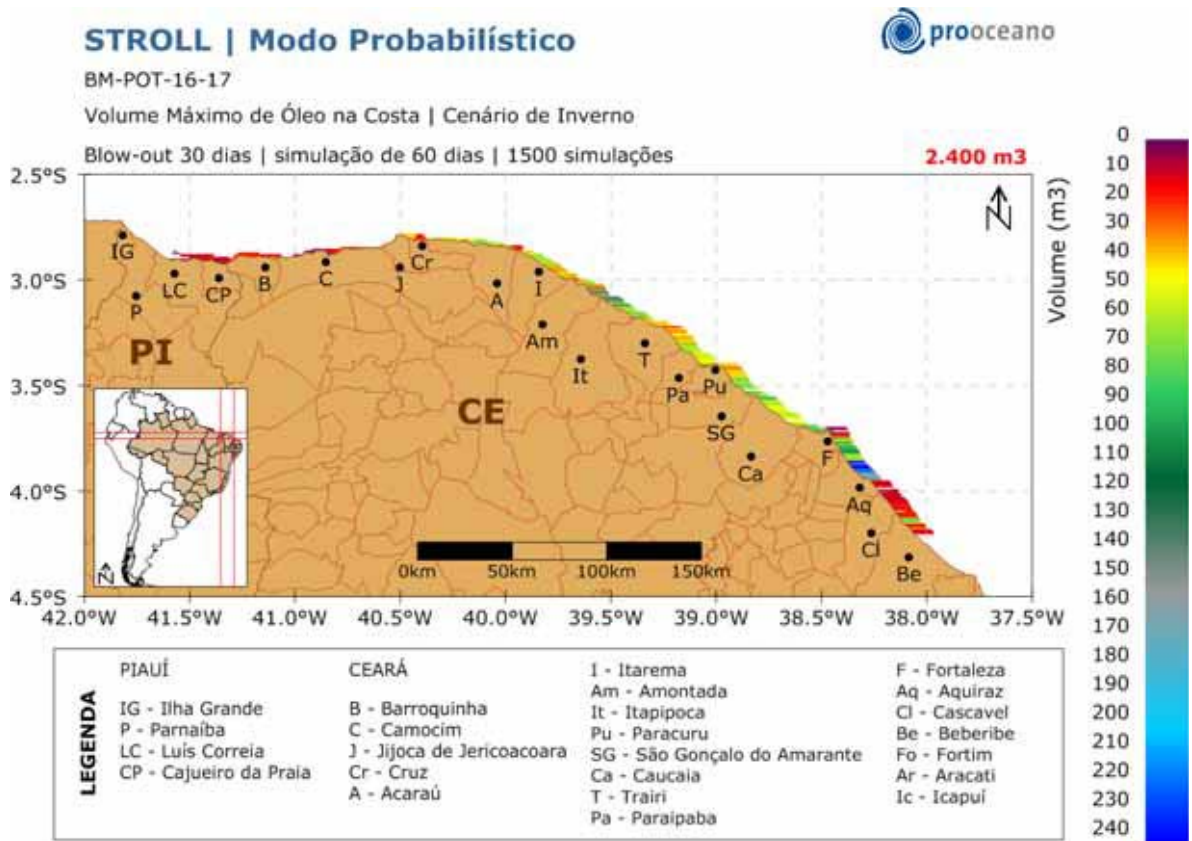 STROLL | Modo Probabilístico
prooceano
BM-POT-16-17
Volume Máximo de Óleo na Costa | Cenário de Inverno
Blow-out 30 dias | simulação de 60 dias | 1500 simulações
2.400 m3
2.5°S
3.0°S
3.5°S
4.0°S
4.5°S
42.0°W
41.5°W
41.0°W
40.5°W
40.0°W
39.5°W
39.0°W
38.5°W
38.0°W
37.5°W
N
IG
P
LC
CP
B
C
J
Cr
A
I
Am
It
T
Pa
Pu
SG
Ca
F
Aq
Cl
Be
PI
CE
N
0km
50km
100km
150km
Volume (m3)
0
10
20
30
40
50
60
70
80
90
100
110
120
130
140
150
160
170
180
190
200
210
220
230
240
LEGENDA
PIAUÍ
IG - Ilha Grande
P - Parnaíba
LC - Luís Correia
CP - Cajueiro da Praia
CEARÁ
B - Barroquinha
C - Camocim
J - Jijoca de Jericoacoara
Cr - Cruz
A - Acaraú
I - Itarema
Am - Amontada
It - Itapipoca
Pu - Paracuru
SG - São Gonçalo do Amarante
Ca - Caucaia
T - Trairi
Pa - Paraipaba
F - Fortaleza
Aq - Aquiraz
Cl - Cascavel
Be - Beberibe
Fo - Fortim
Ar - Aracati
Ic - Icapuí